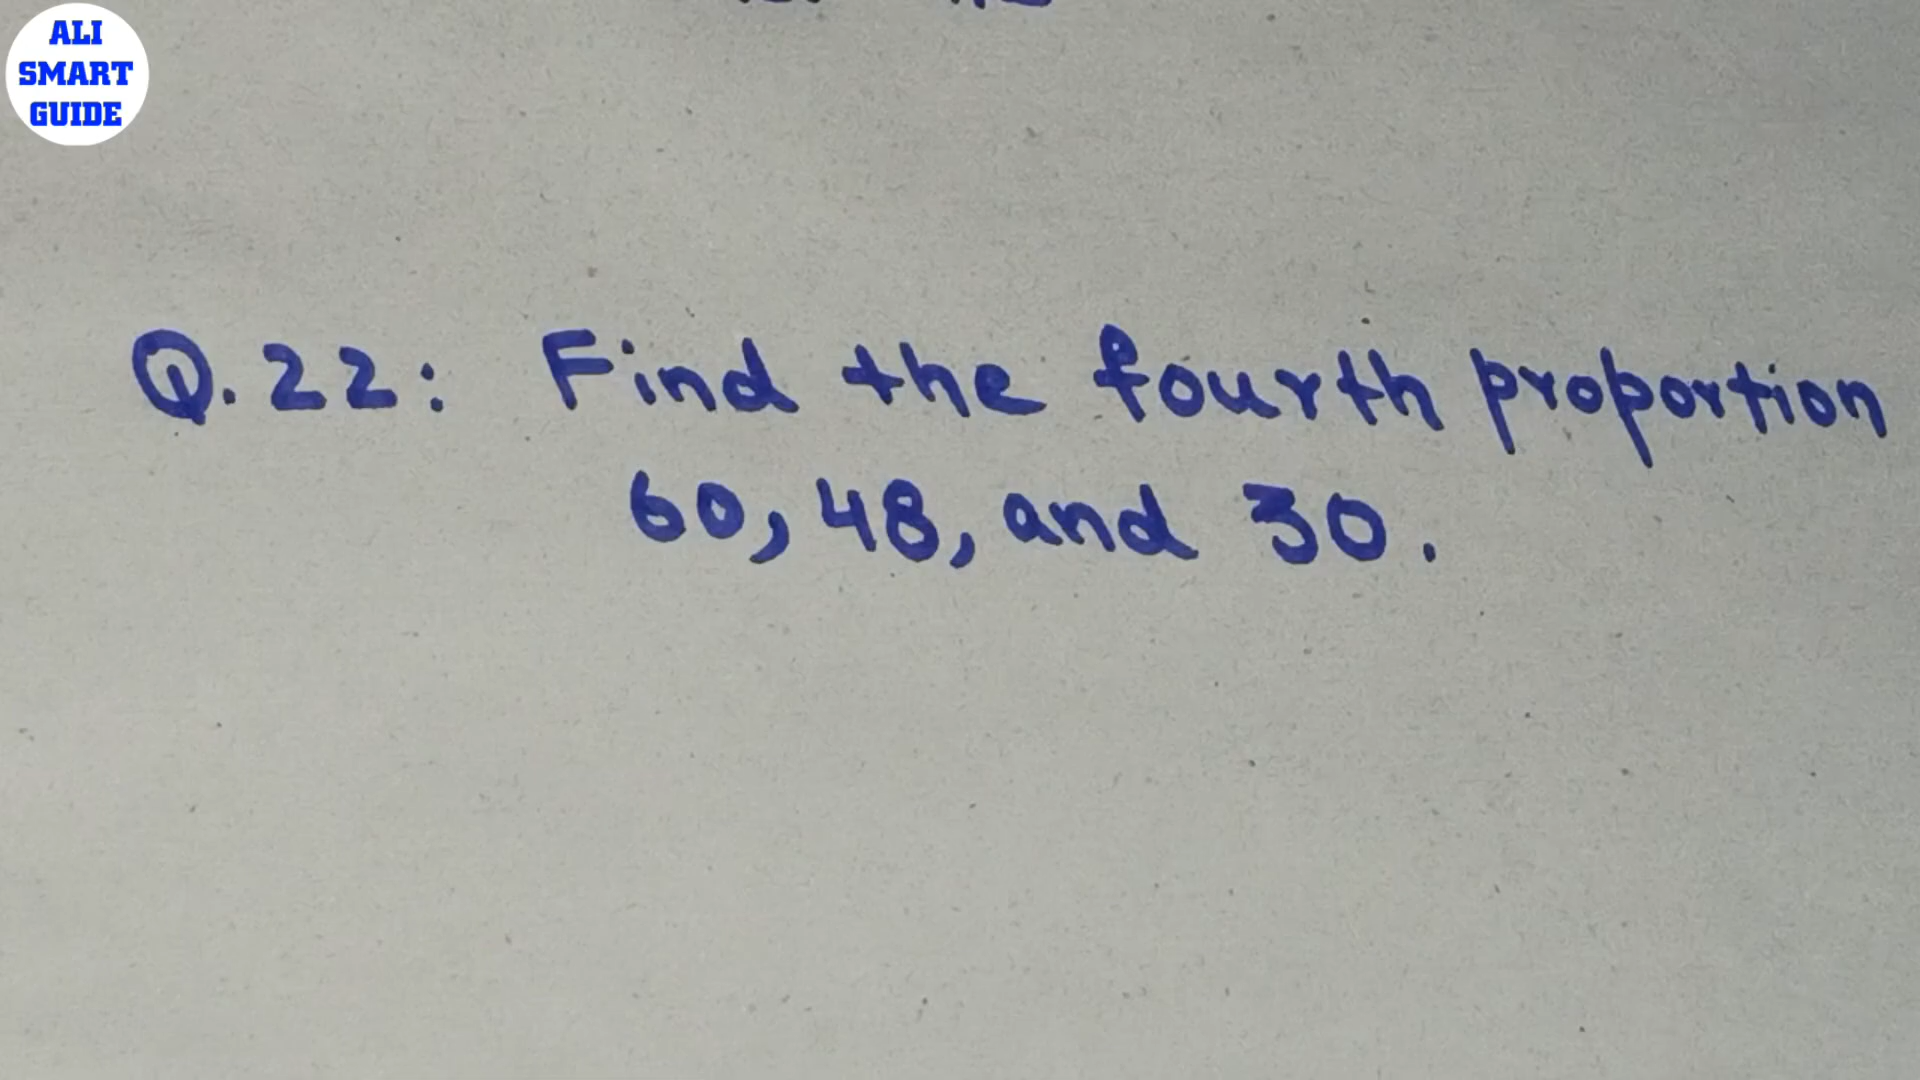 ALI
SMART
GUIDE
Q.22: Find the fourth proportion
60, 48, and 30.